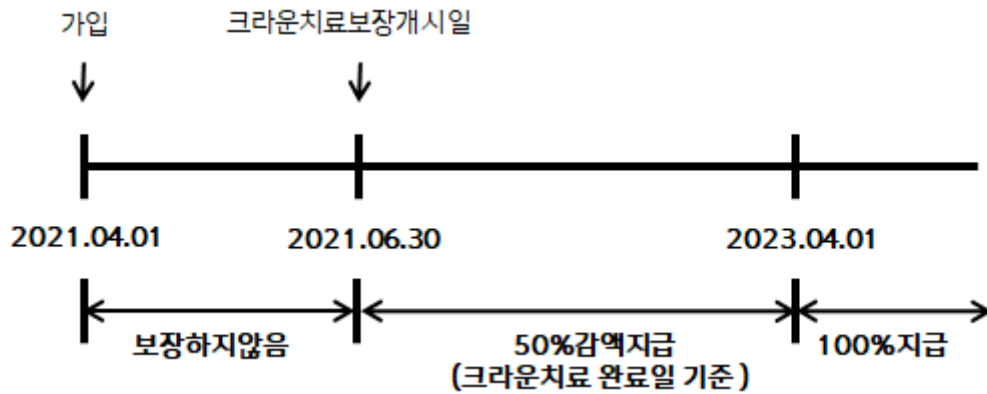 가입
크라운치료보장개시일
2021.04.01
2021.06.30
2023.04.01
보장하지않음
50%감액지급
(크라운치료 완료일 기준 )
100%지급